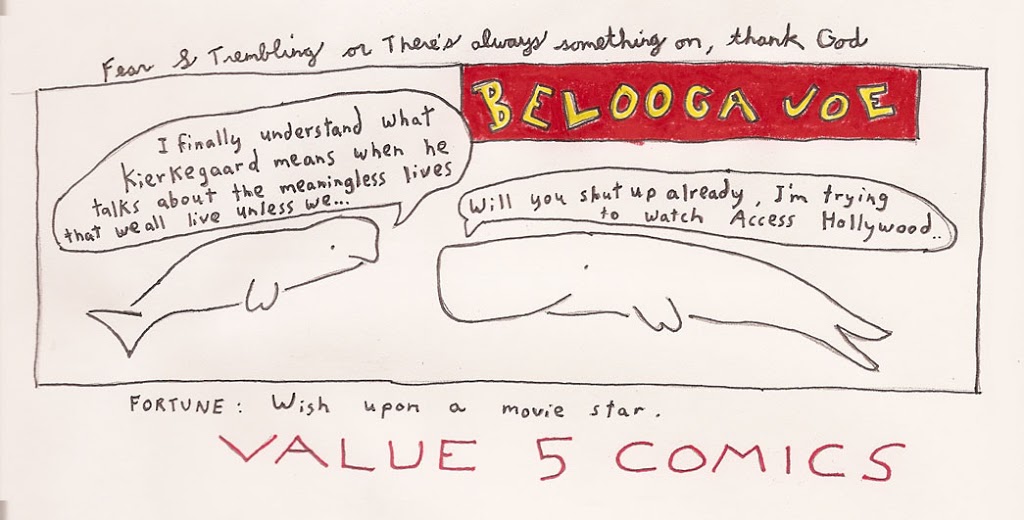 Fear & Trembling or There's always something on, thank God
BELOOGA JOE
I finally understand what
Kierkegaard means when he
talks about the meaningless lives
that we all live unless we...
Will you shut up already, I'm trying
to watch Access Hollywood..
FORTUNE: Wish upon a movie star.
VALUE 5 COMICS